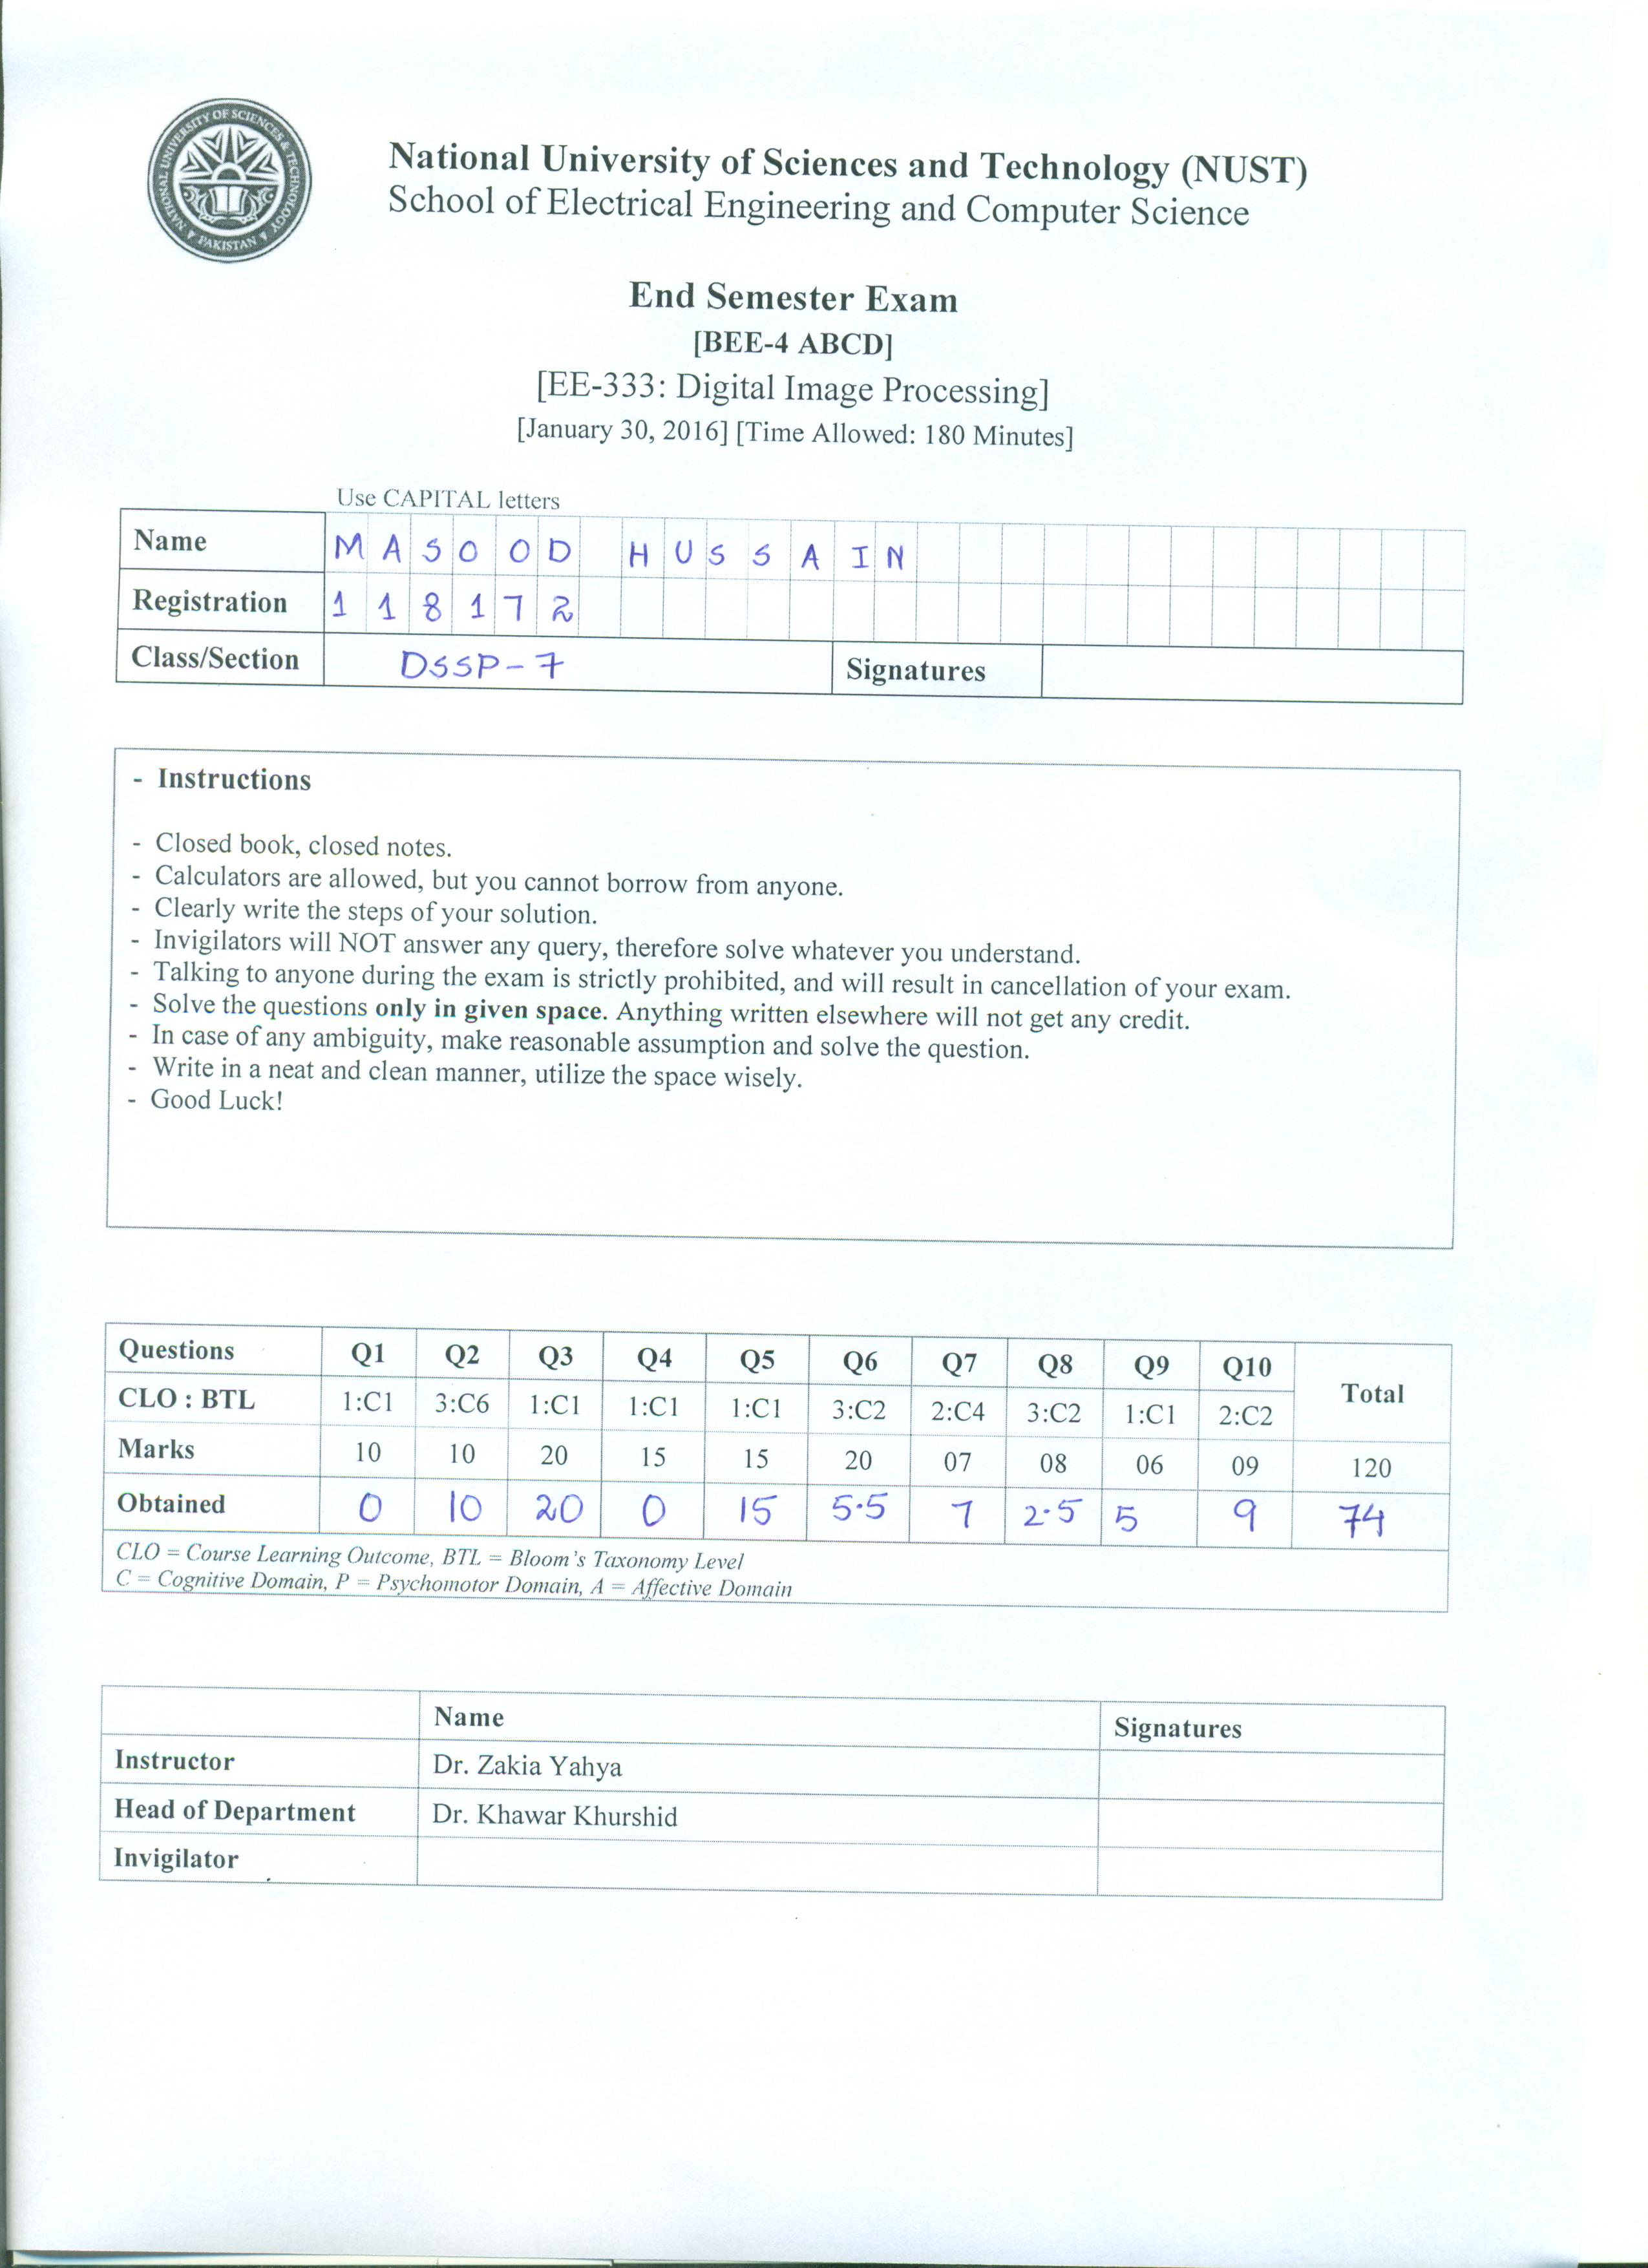 NATIONAL UNIVERSITY OF SCIENCES & TECHNOLOGY
PAKISTAN
National University of Sciences and Technology (NUST)
School of Electrical Engineering and Computer Science
End Semester Exam
[BEE-4 ABCD]
[EE-333: Digital Image Processing]
[January 30, 2016] [Time Allowed: 180 Minutes]
Use CAPITAL letters
Name MASOOD HUSSAIN
Registration 118172
Class/Section DSSP-7 Signatures
- Instructions
- Closed book, closed notes.
- Calculators are allowed, but you cannot borrow from anyone.
- Clearly write the steps of your solution.
- Invigilators will NOT answer any query, therefore solve whatever you understand.
- Talking to anyone during the exam is strictly prohibited, and will result in cancellation of your exam.
- Solve the questions only in given space. Anything written elsewhere will not get any credit.
- In case of any ambiguity, make reasonable assumption and solve the question.
- Write in a neat and clean manner, utilize the space wisely.
- Good Luck!
Questions Q1 Q2 Q3 Q4 Q5 Q6 Q7 Q8 Q9 Q10 Total
CLO : BTL 1:C1 3:C6 1:C1 1:C1 1:C1 3:C2 2:C4 3:C2 1:C1 2:C2
Marks 10 10 20 15 15 20 07 08 06 09 120
Obtained 0 10 20 0 15 5.5 7 2.5 5 9 74
CLO = Course Learning Outcome, BTL = Bloom's Taxonomy Level
C = Cognitive Domain, P = Psychomotor Domain, A = Affective Domain
Name Signatures
Instructor Dr. Zakia Yahya
Head of Department Dr. Khawar Khurshid
Invigilator